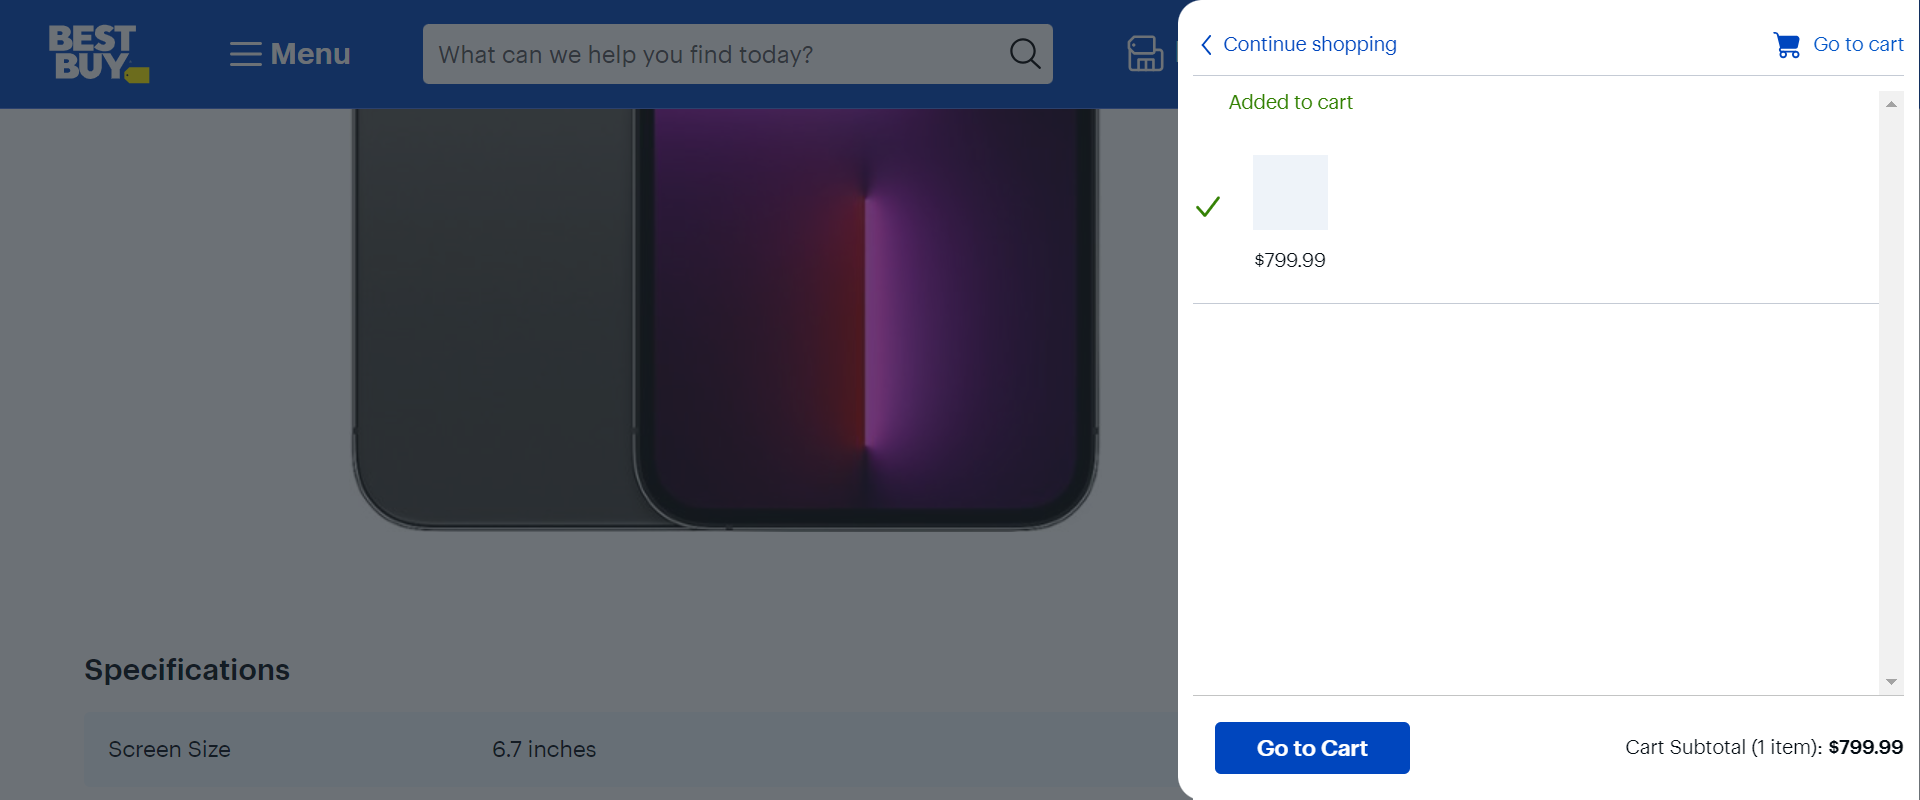 BEST
BUY
Menu
What can we help you find today?
Continue shopping
Go to cart
Added to cart
$799.99
Specifications
Screen Size
6.7 inches
Go to Cart
Cart Subtotal (1 item): $799.99